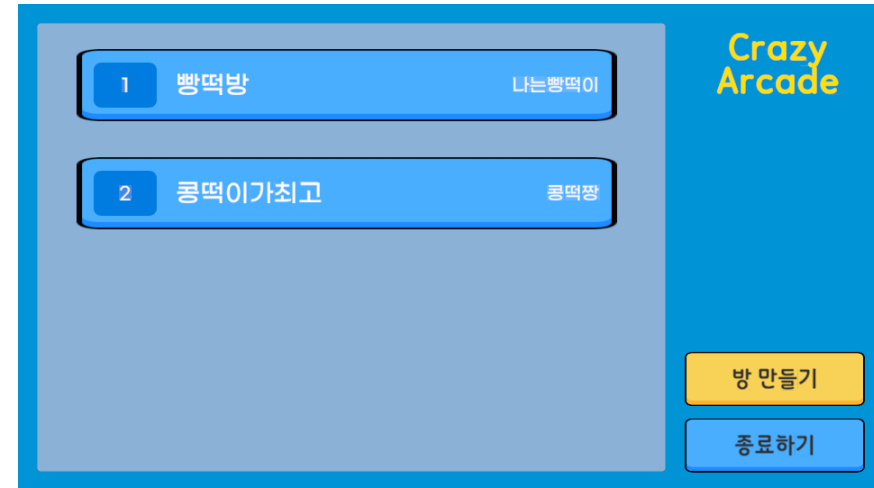 Crazy
Arcade
1 빵떡방 나는빵떡이
2 콩떡이가최고 콩떡짱
방 만들기
종료하기